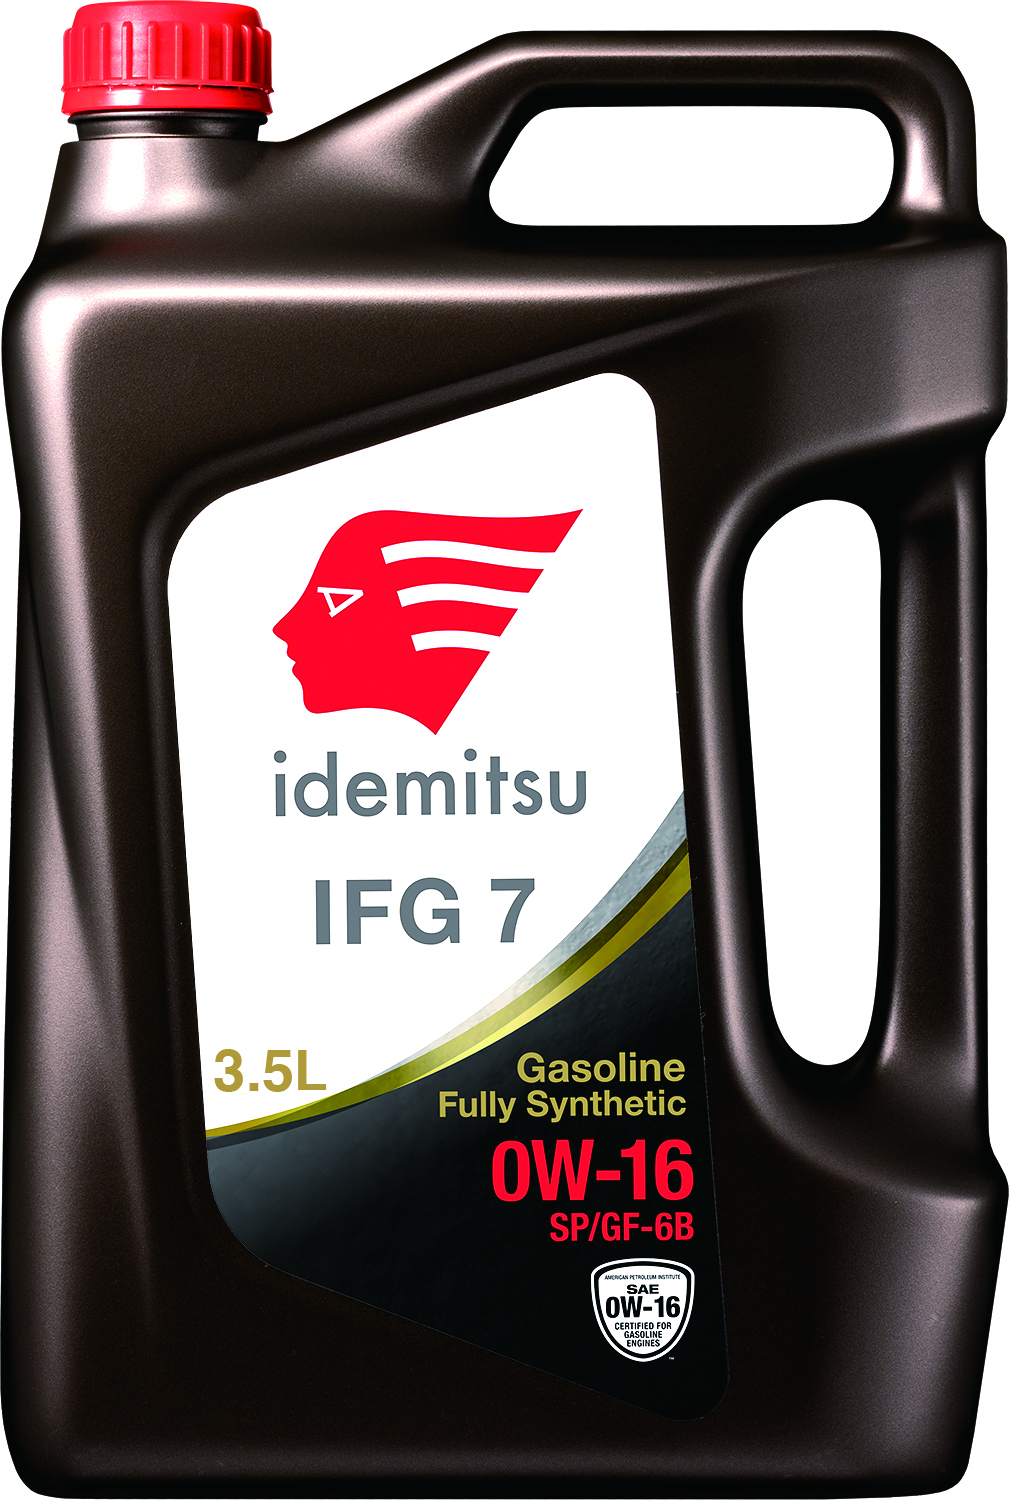 idemitsu
IFG 7
3.5L
Gasoline
Fully Synthetic
0W-16
SP/GF-6B
AMERICAN PETROLEUM INSTITUTE
SAE
0W-16
CERTIFIED FOR
GASOLINE
ENGINES
TM